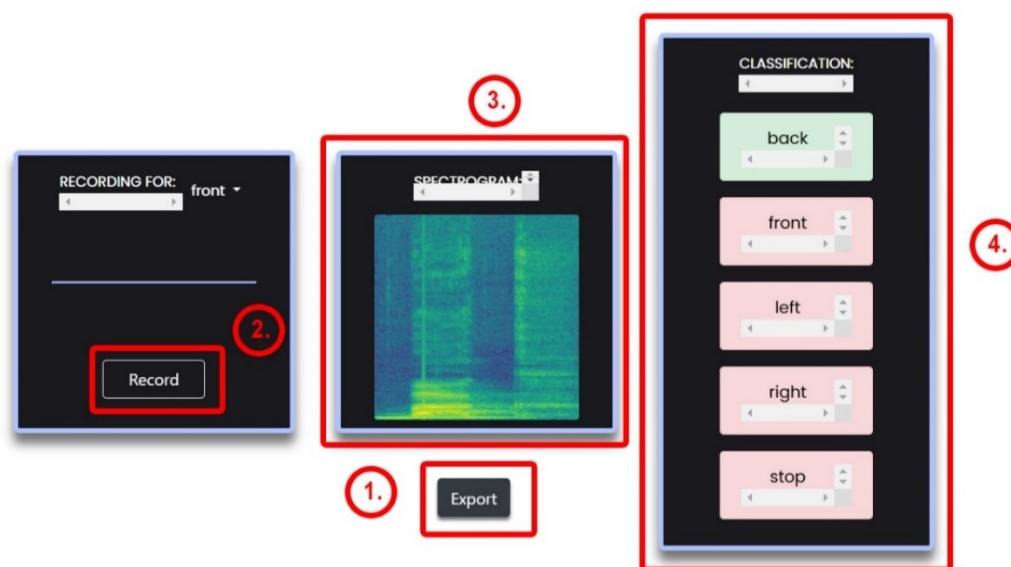 3.
CLASSIFICATION:
back
RECORDING FOR:
front
SPECTROGRAM:
front
4.
left
2.
Record
right
1.
Export
stop